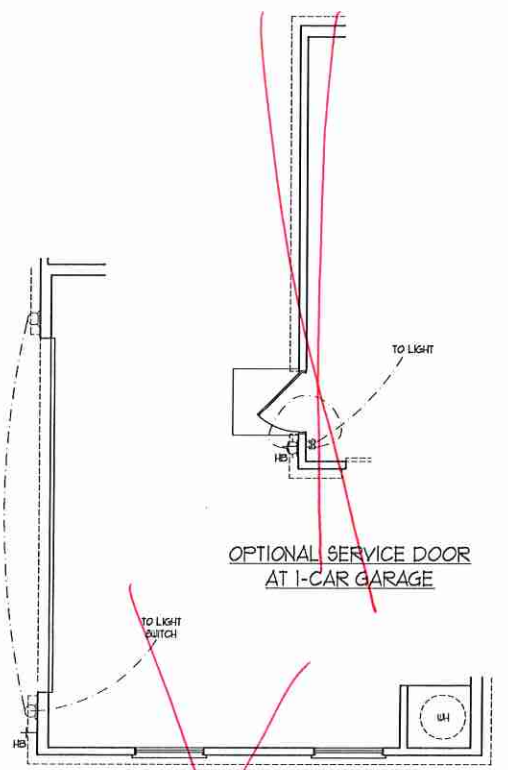 TO LIGHT
HB
OPTIONAL SERVICE DOOR
AT 1-CAR GARAGE
TO LIGHT
SWITCH
WH
HB